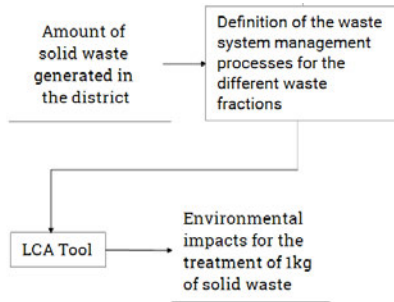 Amount of
solid waste
generated in
the district
Definition of the waste
system management
processes for the
different waste
fractions
LCA Tool
Environmental
impacts for the
treatment of 1kg
of solid waste